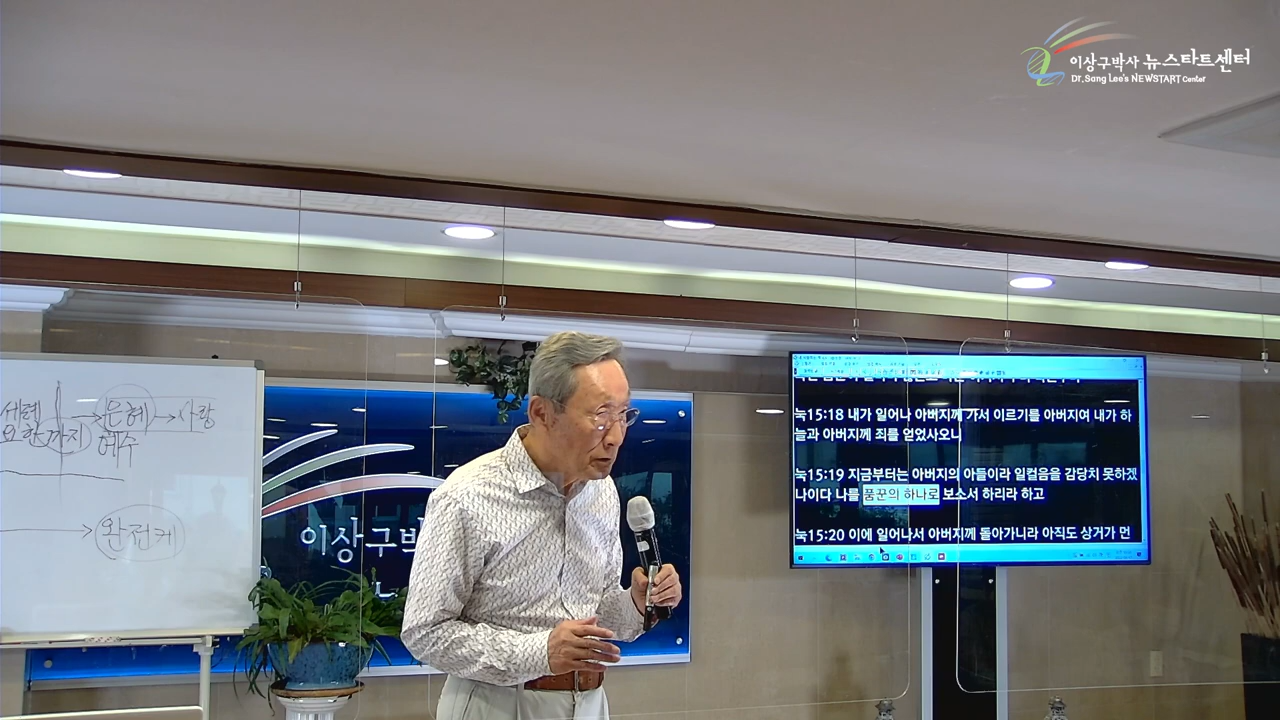 이상구박사 뉴스타트센터
Dr. Sang Lee's NEWSTART Center
세례 → 은혜 → 사랑
요한까지 예수
→ 완전케
이상구박
눅15:18 내가 일어나 아버지께 가서 이르기를 아버지여 내가 하
늘과 아버지께 죄를 얻었사오니
눅15:19 지금부터는 아버지의 아들이라 일컬음을 감당치 못하겠
나이다 나를 품꾼의 하나로 보소서 하리라 하고
눅15:20 이에 일어나서 아버지께 돌아가니라 아직도 상거가 먼